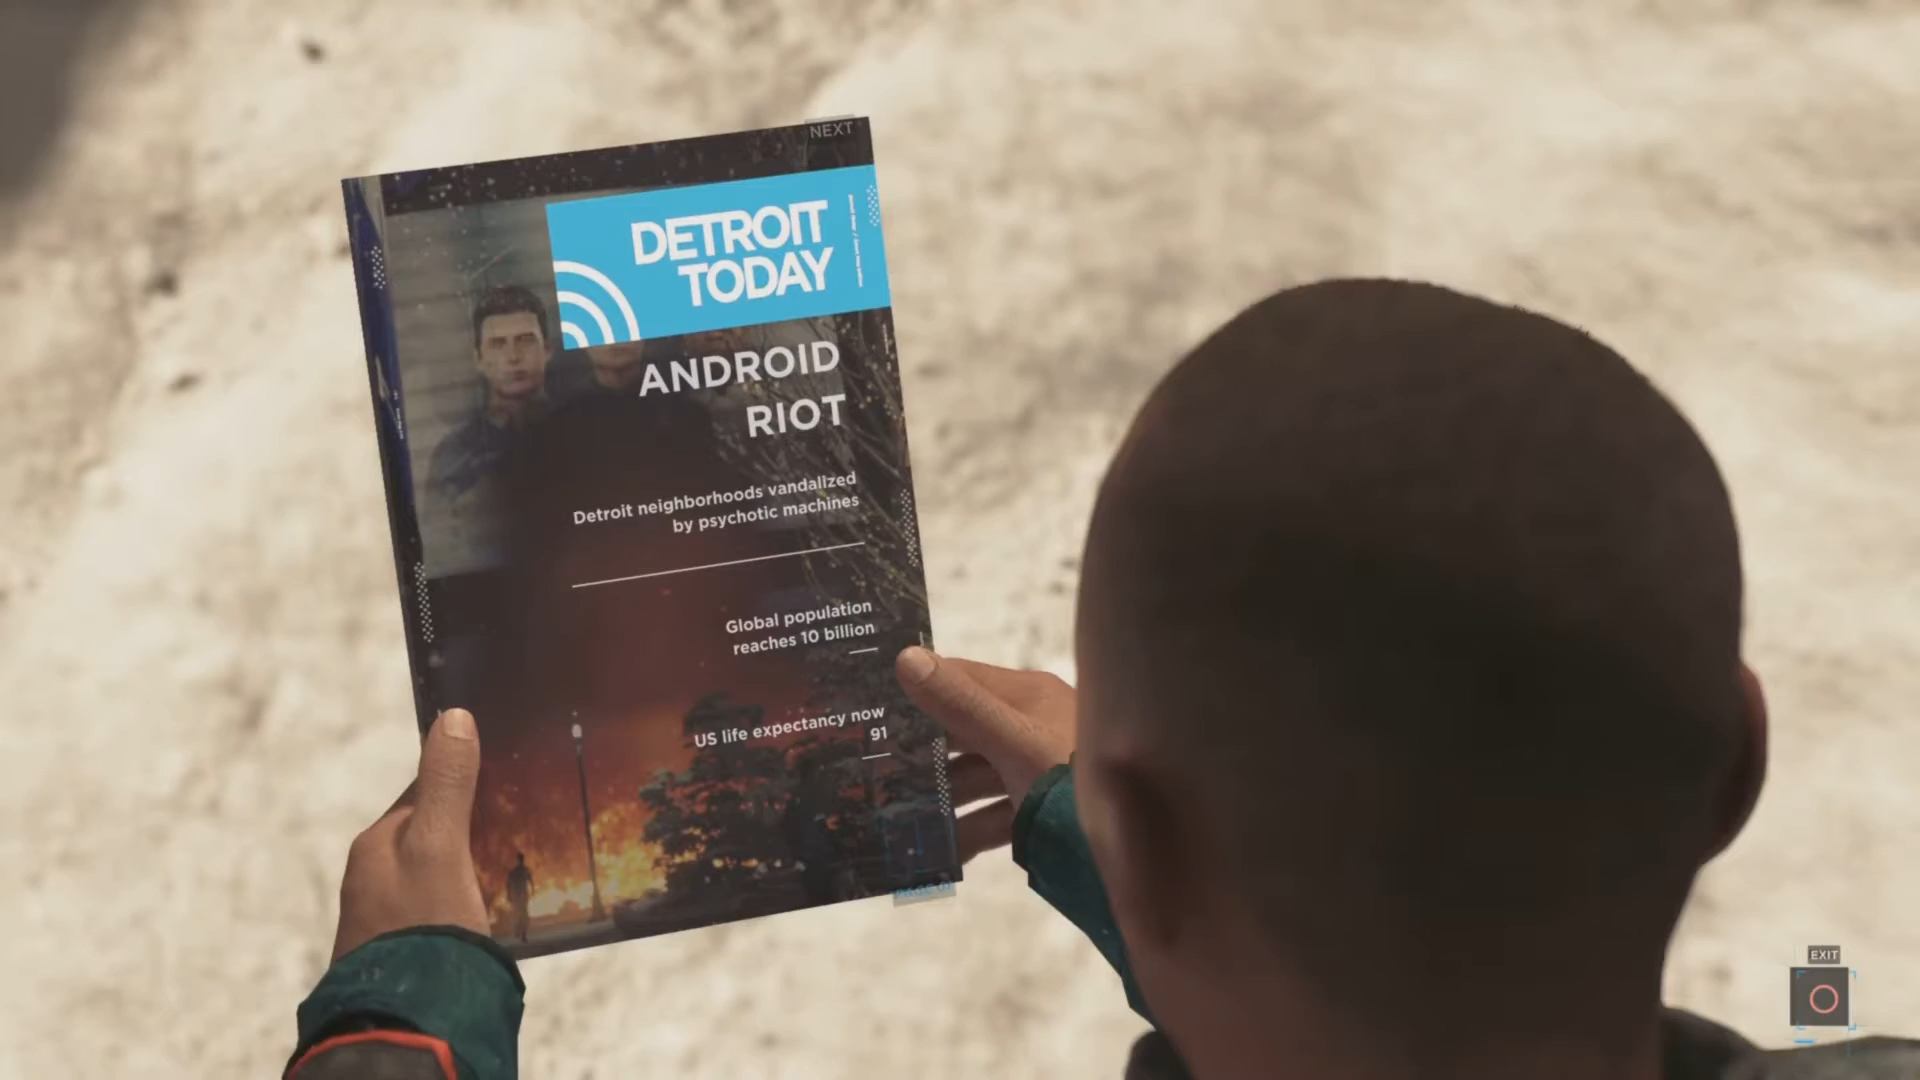 NEXT
DETROIT
TODAY
ANDROID
RIOT
Detroit neighborhoods vandalized
by psychotic machines
Global population
reaches 10 billion
US life expectancy now
91
EXIT